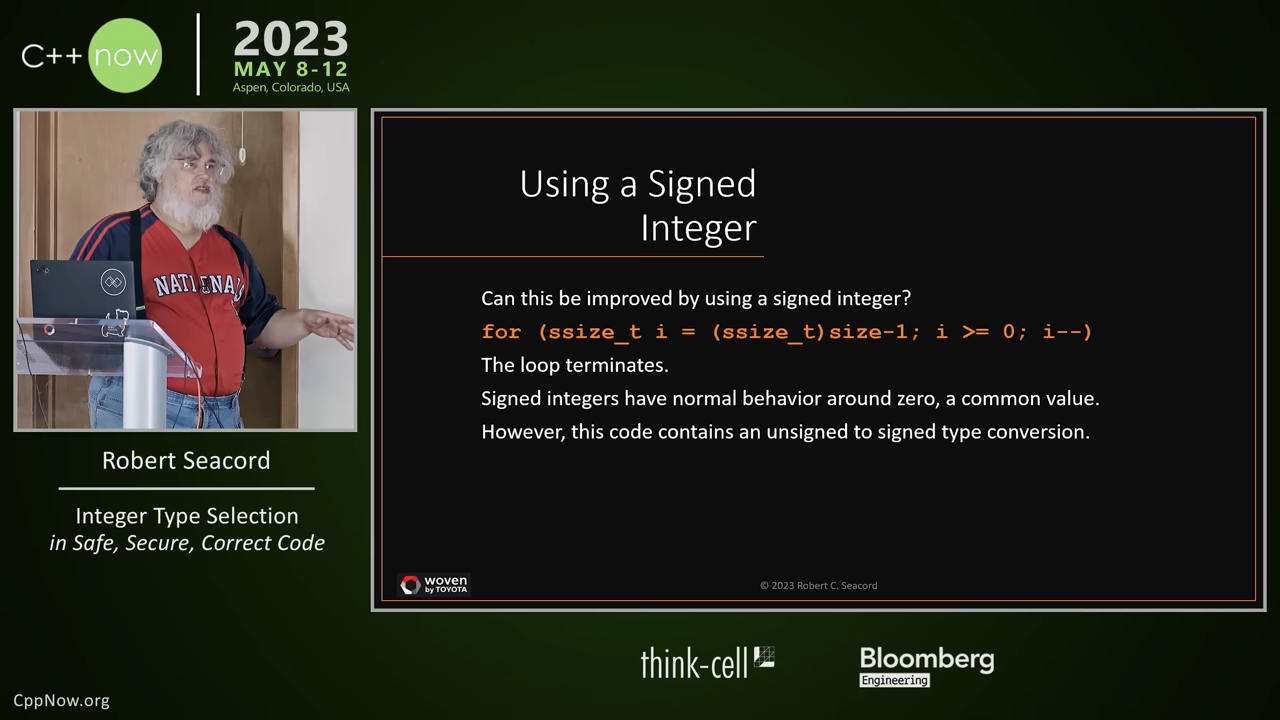 C++ now
2023
MAY 8-12
Aspen, Colorado, USA
NATIONALS
Robert Seacord
Integer Type Selection
in Safe, Secure, Correct Code
Using a Signed
Integer
Can this be improved by using a signed integer?
for (ssize_t i = (ssize_t)size-1; i >= 0; i--)
The loop terminates.
Signed integers have normal behavior around zero, a common value.
However, this code contains an unsigned to signed type conversion.
woven
by TOYOTA
© 2023 Robert C. Seacord
think-cell
Bloomberg
Engineering
CppNow.org